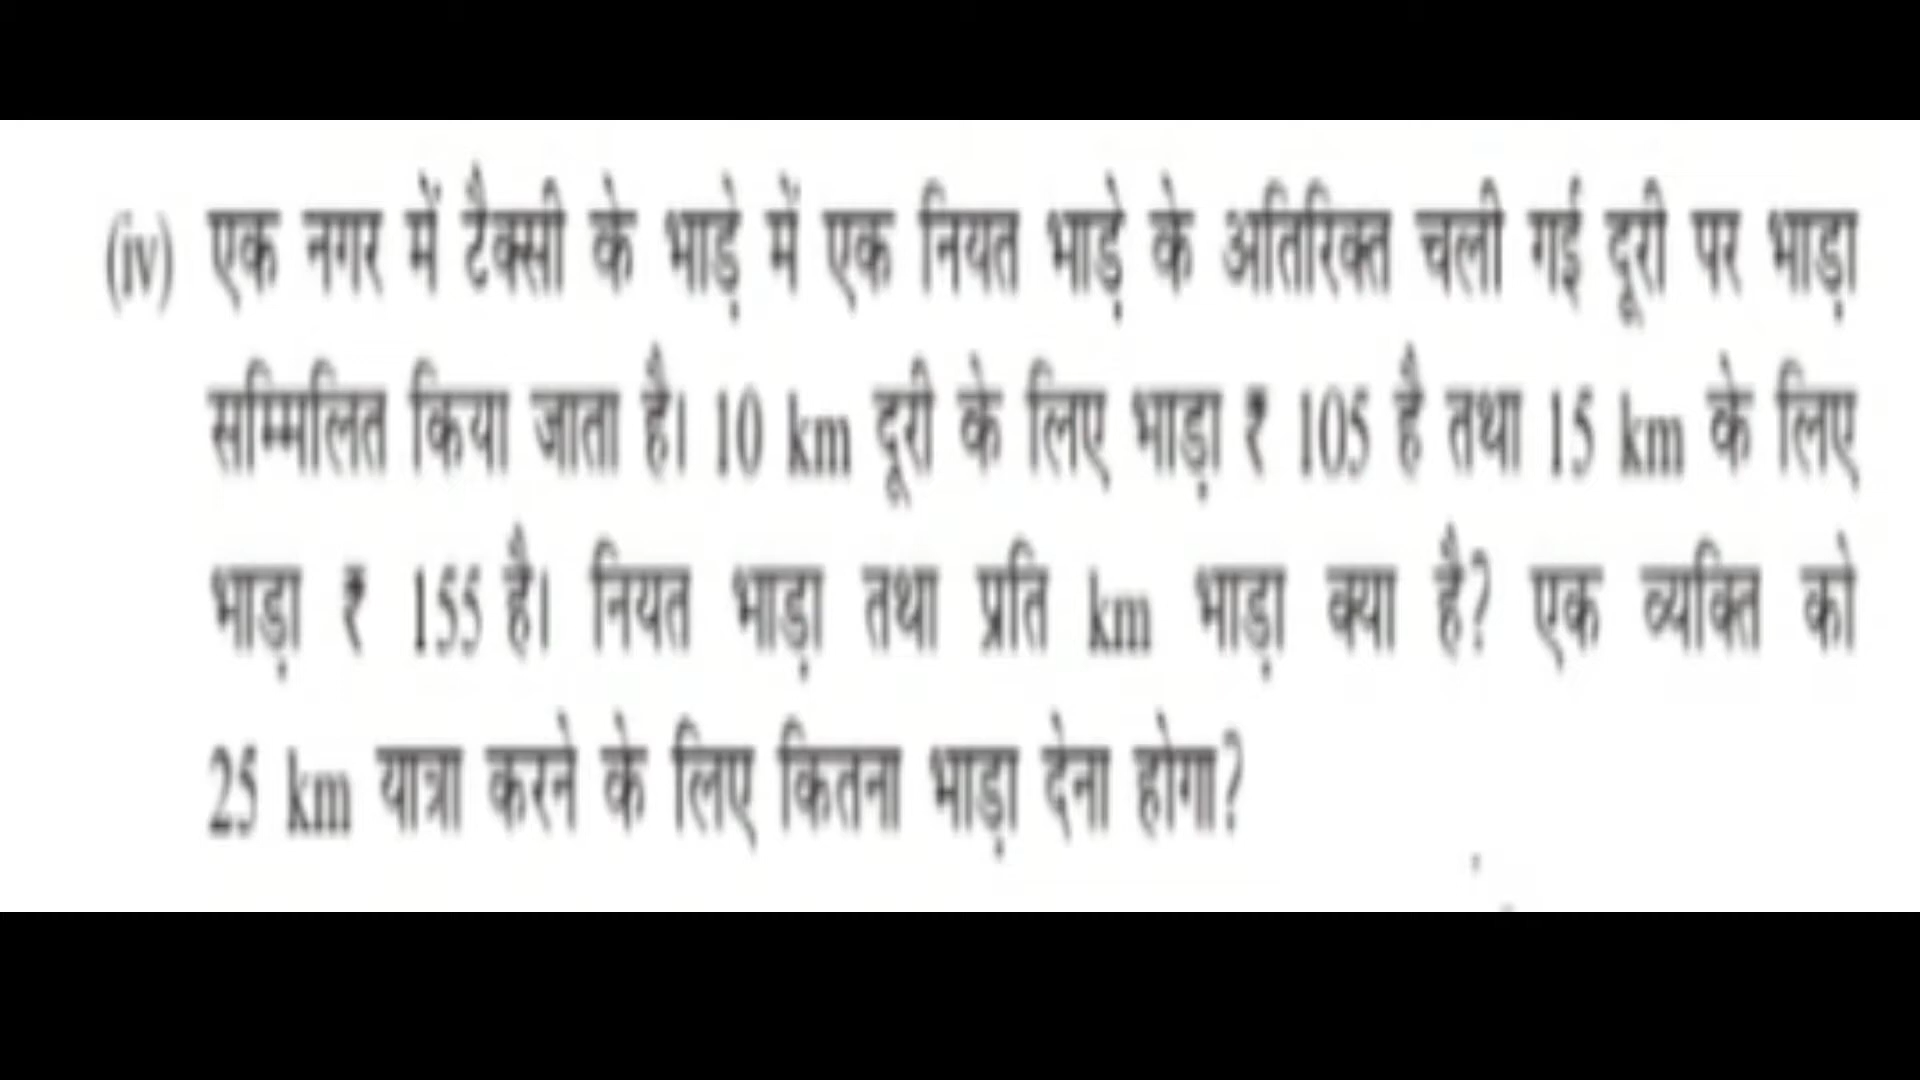 (iv) एक नगर में टैक्सी के भाड़े में एक नियत भाड़े के अतिरिक्त चली गई दूरी पर भाड़ा
सम्मिलित किया जाता है। 10 km दूरी के लिए भाड़ा ₹ 105 है तथा 15 km के लिए
भाड़ा ₹ 155 है। नियत भाड़ा तथा प्रति km भाड़ा क्या है? एक व्यक्ति को
25 km यात्रा करने के लिए कितना भाड़ा देना होगा?